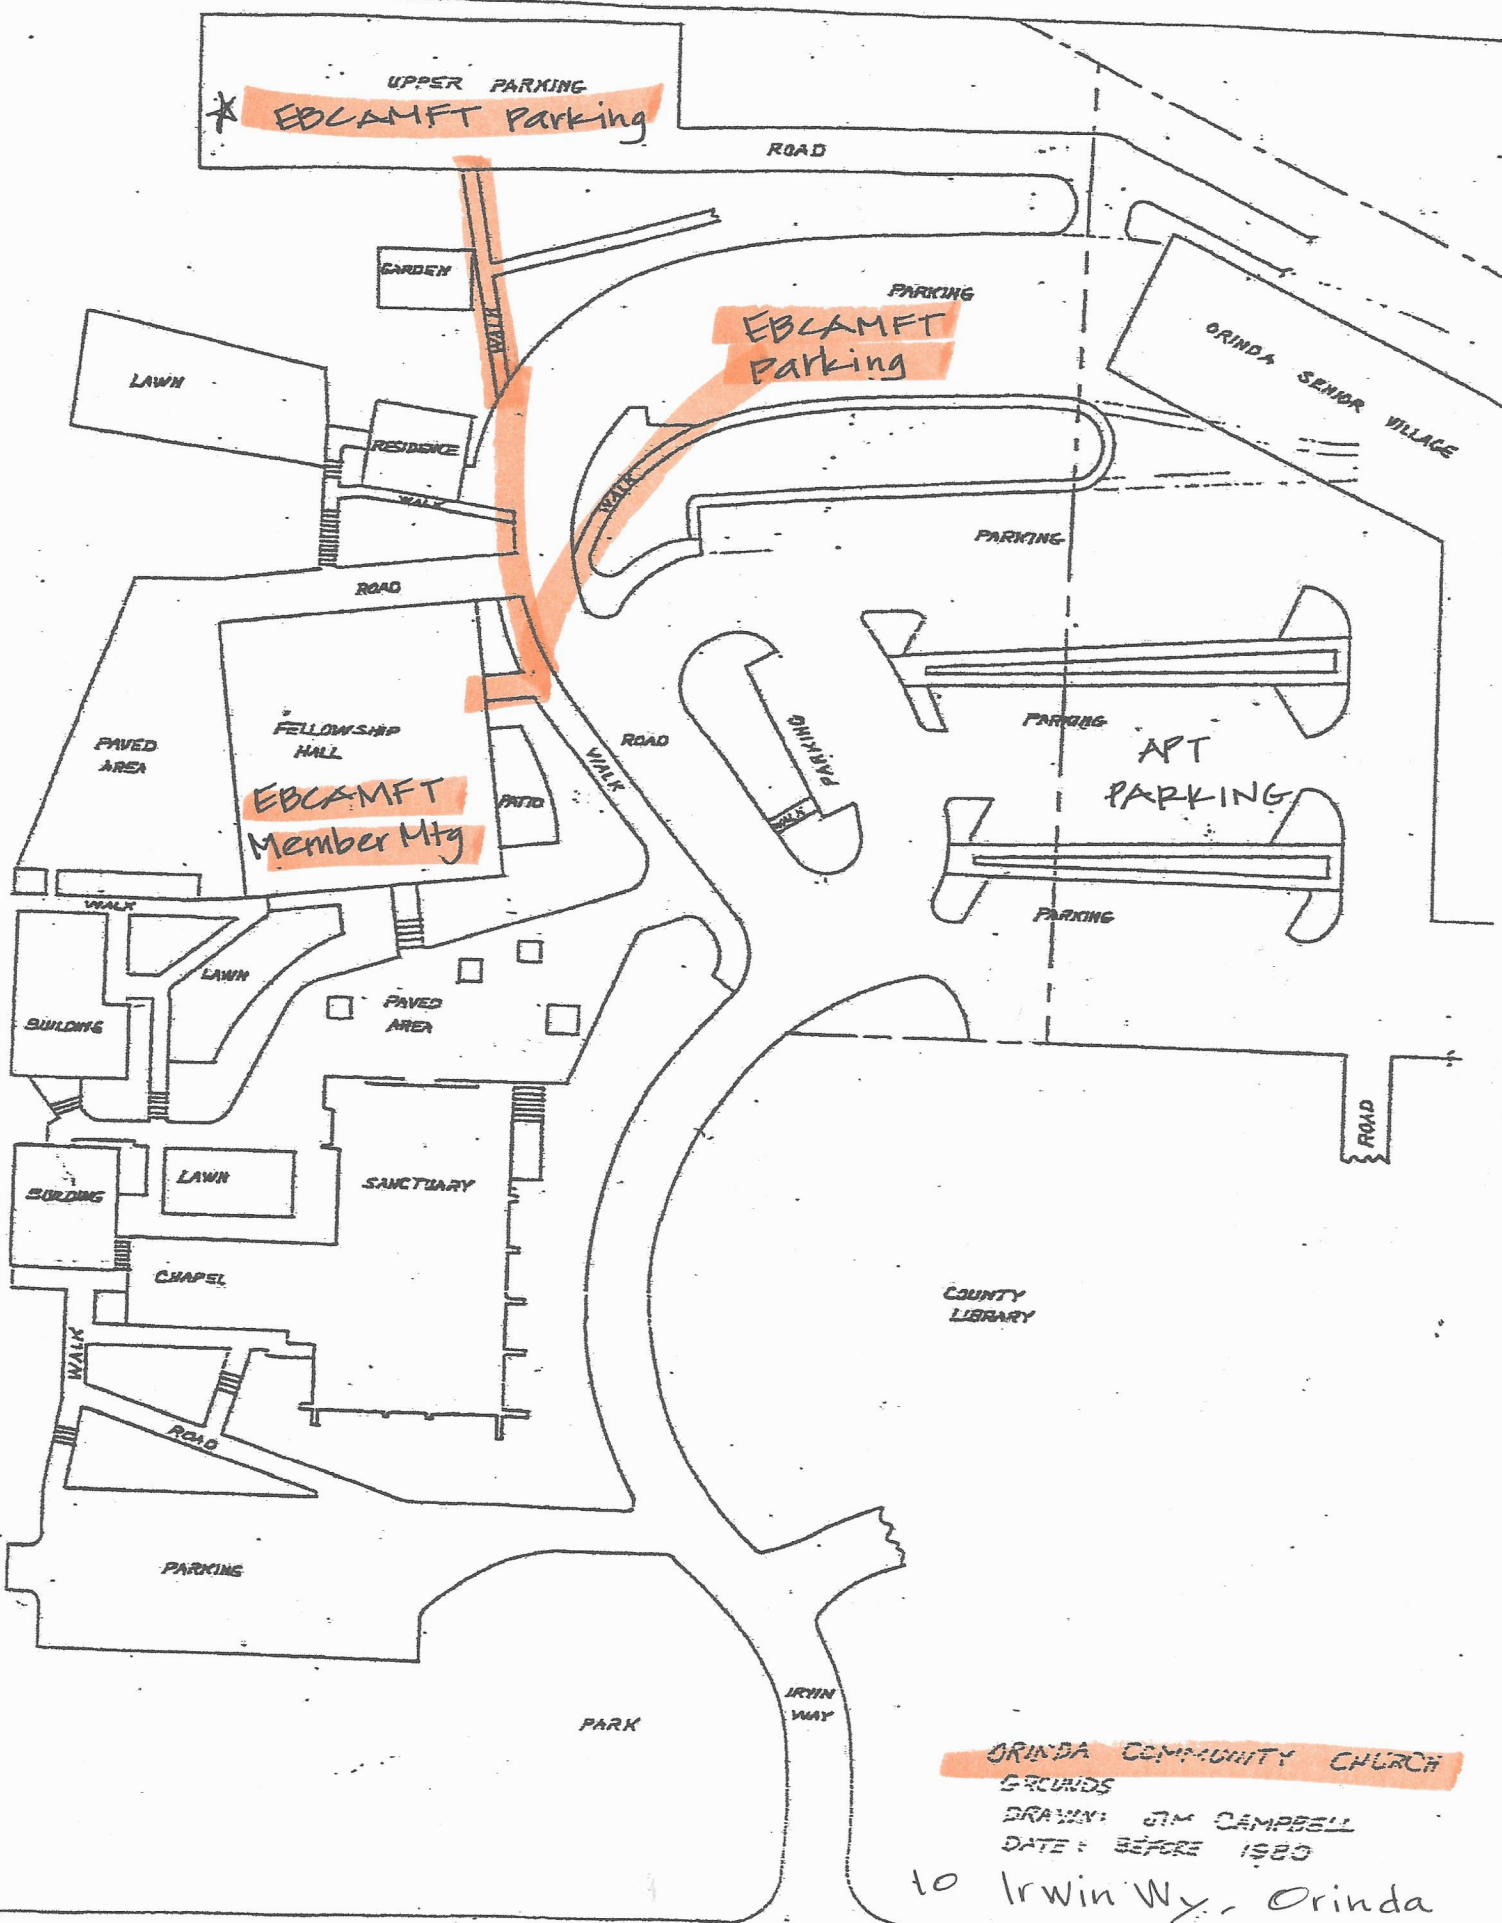 UPPER PARKING
EBCAMFT Parking
ROAD
GARDEN
WALK
PARKING
EBCAMFT
Parking
ORINDA SENIOR VILLAGE
LAWN
RESIDENCE
WALK
WALK
PARKING
ROAD
FELLOWSHIP
HALL
PAVED
AREA
ROAD
WALK
PARKING
WALK
PARKING
APT
PARKING
EBCAMFT
Member Mtg
PATIO
PARKING
WALK
LAWN
BUILDING
PAVED
AREA
ROAD
BUILDING
LAWN
SANCTUARY
CHAPEL
COUNTY
LIBRARY
WALK
ROAD
PARKING
PARK
IRWIN
WAY
ORINDA COMMUNITY CHURCH
GROUNDS
DRAWN: JIM CAMPBELL
DATE: BEFORE 1980
10 Irwin Wy, Orinda